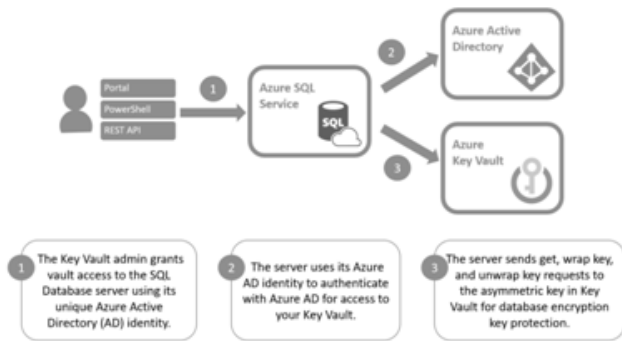 Azure Active
Directory
2
Portal
PowerShell
REST API
1
Azure SQL
Service
SQL
3
Azure
Key Vault
1
The Key Vault admin grants
vault access to the SQL
Database server using its
unique Azure Active
Directory (AD) identity.
2
The server uses its Azure
AD identity to authenticate
with Azure AD for access to
your Key Vault.
3
The server sends get, wrap key,
and unwrap key requests to
the asymmetric key in Key
Vault for database encryption
key protection.